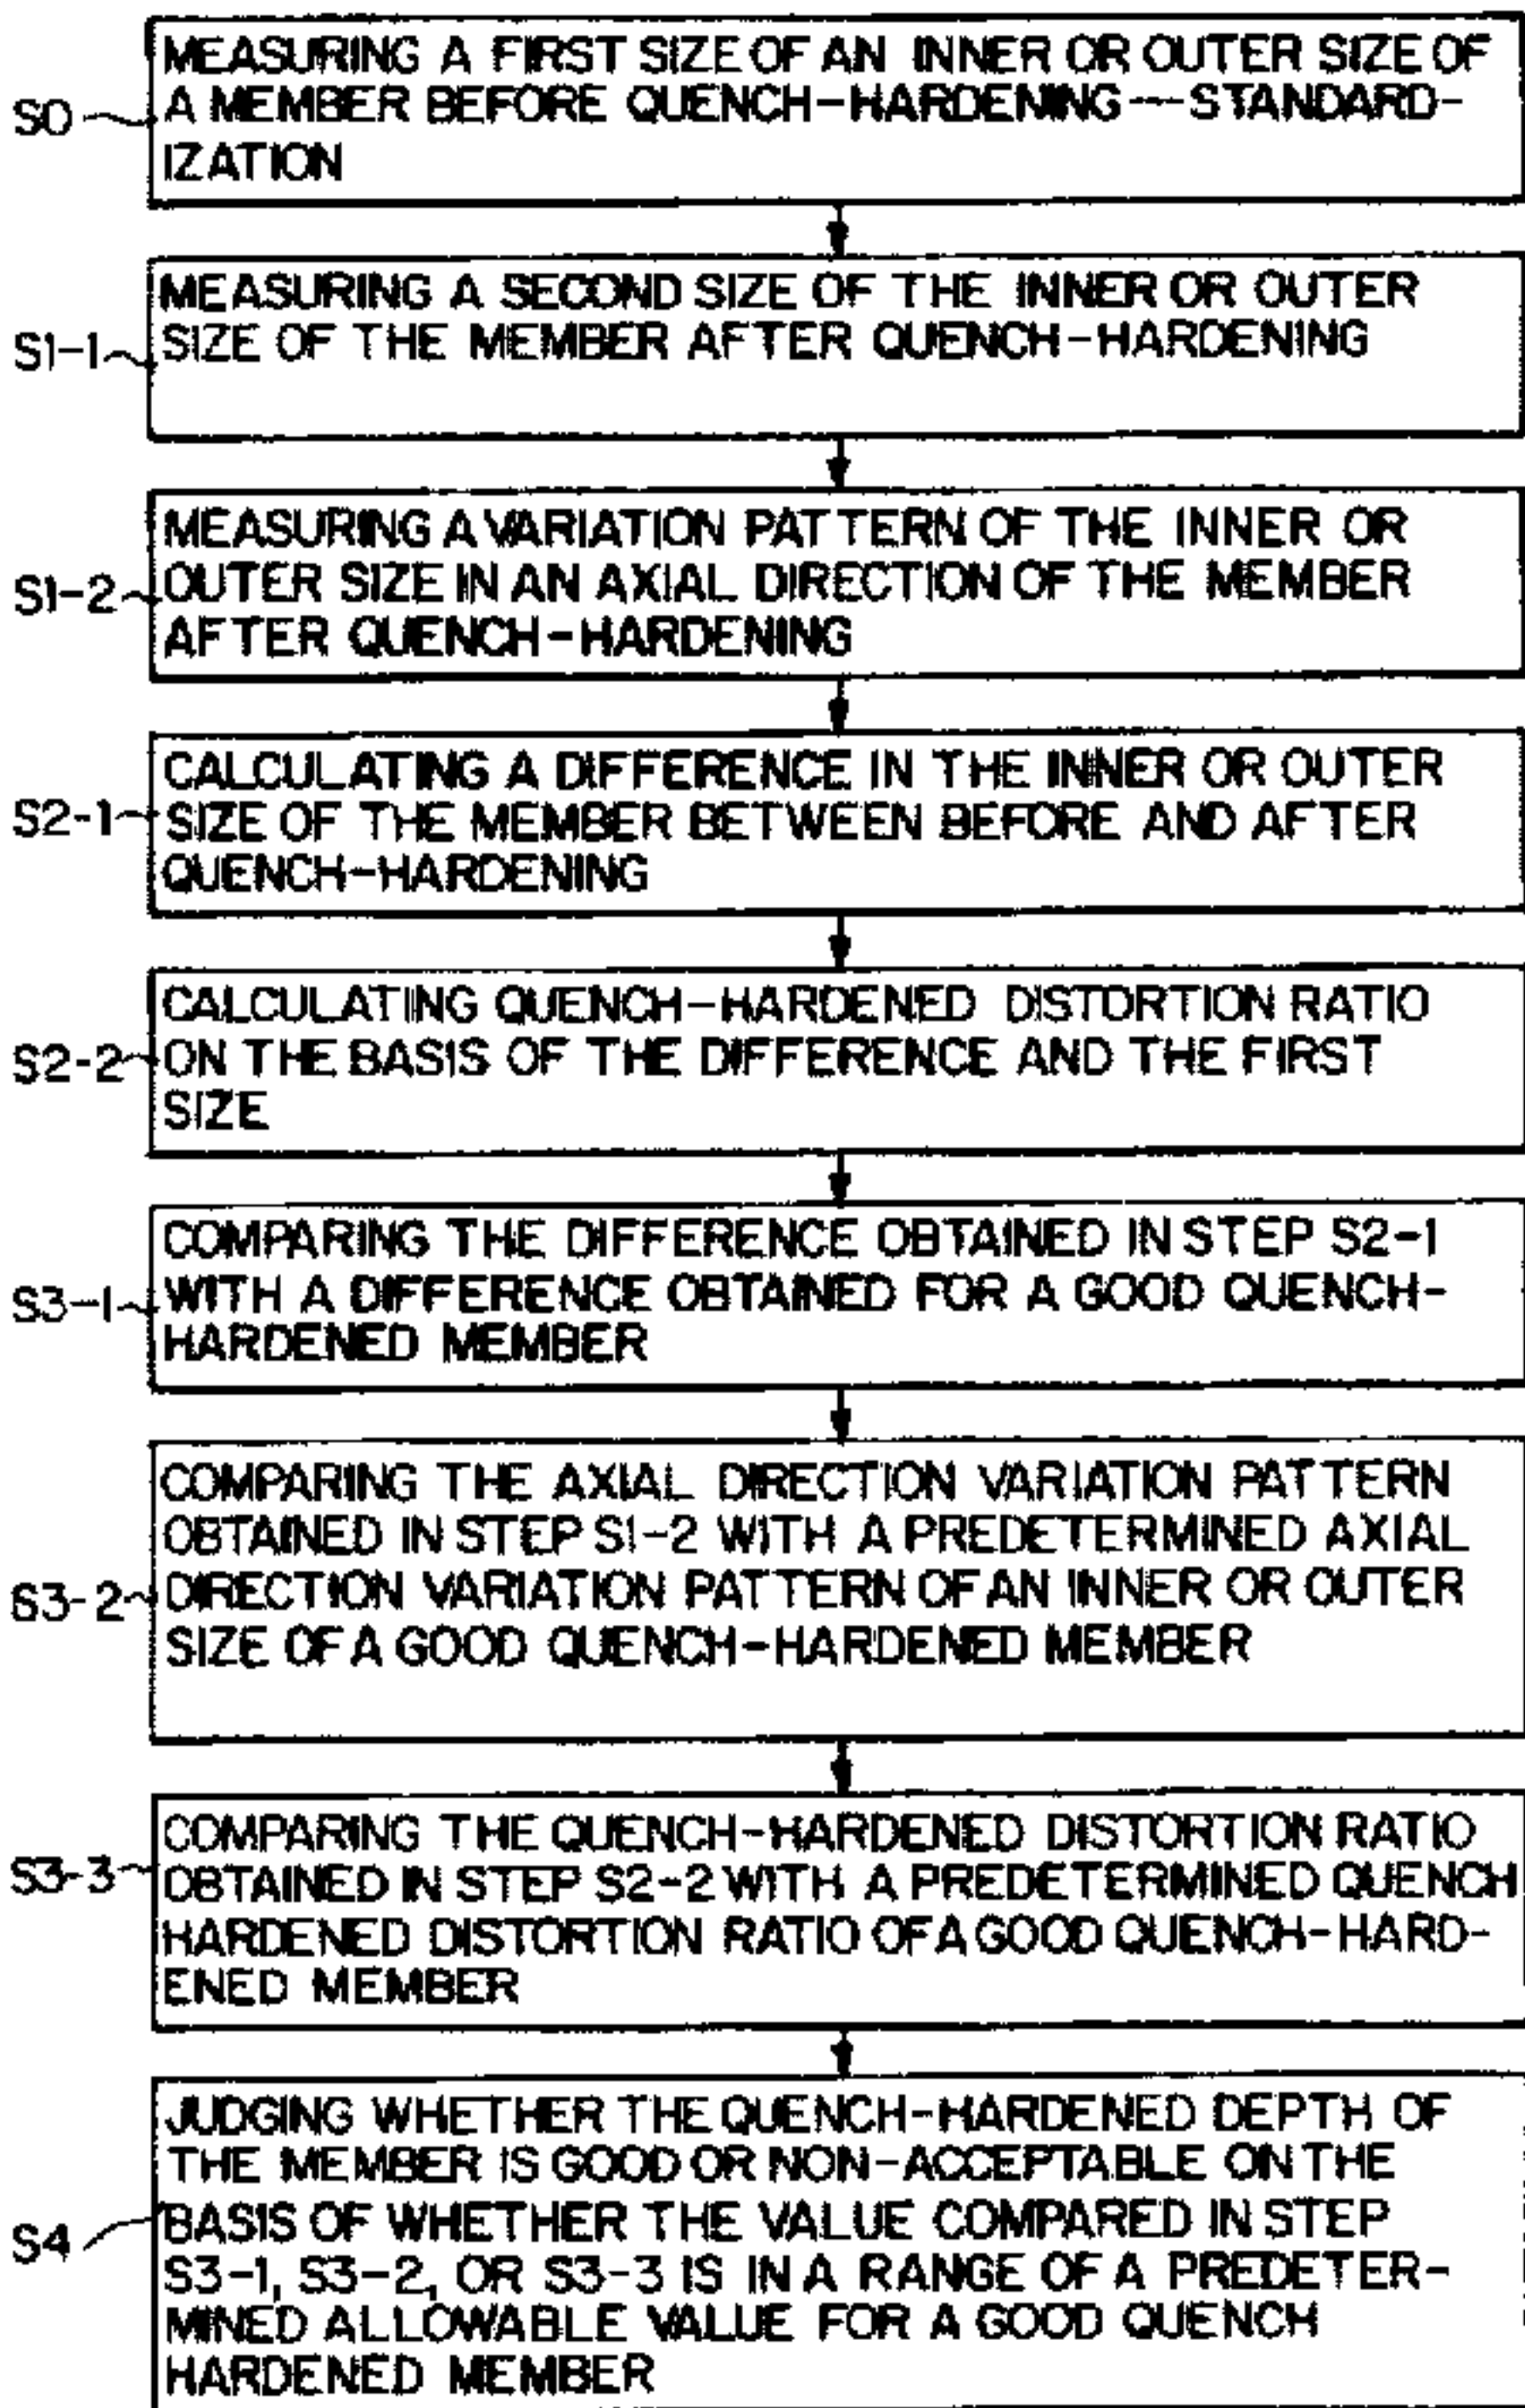 MEASURING A FIRST SIZE OF AN INNER OR OUTER SIZE OF
S0
A MEMBER BEFORE QUENCH-HARDENING--STANDARD-
IZATION
MEASURING A SECOND SIZE OF THE INNER OR OUTER
S1-1
SIZE OF THE MEMBER AFTER QUENCH-HARDENING
MEASURING A VARIATION PATTERN OF THE INNER OR
S1-2
OUTER SIZE IN AN AXIAL DIRECTION OF THE MEMBER
AFTER QUENCH-HARDENING
CALCULATING A DIFFERENCE IN THE INNER OR OUTER
S2-1
SIZE OF THE MEMBER BETWEEN BEFORE AND AFTER
QUENCH-HARDENING
CALCULATING QUENCH-HARDENED DISTORTION RATIO
S2-2
ON THE BASIS OF THE DIFFERENCE AND THE FIRST
SIZE
COMPARING THE DIFFERENCE OBTAINED IN STEP S2-1
S3-1
WITH A DIFFERENCE OBTAINED FOR A GOOD QUENCH-
HARDENED MEMBER
COMPARING THE AXIAL DIRECTION VARIATION PATTERN
OBTAINED IN STEP S1-2 WITH A PREDETERMINED AXIAL
S3-2
DIRECTION VARIATION PATTERN OF AN INNER OR OUTER
SIZE OF A GOOD QUENCH-HARDENED MEMBER
COMPARING THE QUENCH-HARDENED DISTORTION RATIO
S3-3
OBTAINED IN STEP S2-2 WITH A PREDETERMINED QUENCH
HARDENED DISTORTION RATIO OF A GOOD QUENCH-HARD-
ENED MEMBER
JUDGING WHETHER THE QUENCH-HARDENED DEPTH OF
THE MEMBER IS GOOD OR NON-ACCEPTABLE ON THE
S4
BASIS OF WHETHER THE VALUE COMPARED IN STEP
S3-1, S3-2, OR S3-3 IS IN A RANGE OF A PREDETER-
MINED ALLOWABLE VALUE FOR A GOOD QUENCH
HARDENED MEMBER